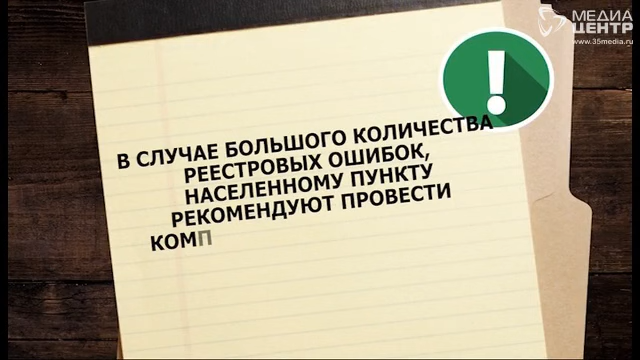 МЕДИА
ЦЕНТР
www.35media.ru
!
В СЛУЧАЕ БОЛЬШОГО КОЛИЧЕСТВА
РЕЕСТРОВЫХ ОШИБОК,
НАСЕЛЕННОМУ ПУНКТУ
РЕКОМЕНДУЮТ ПРОВЕСТИ
КОМП